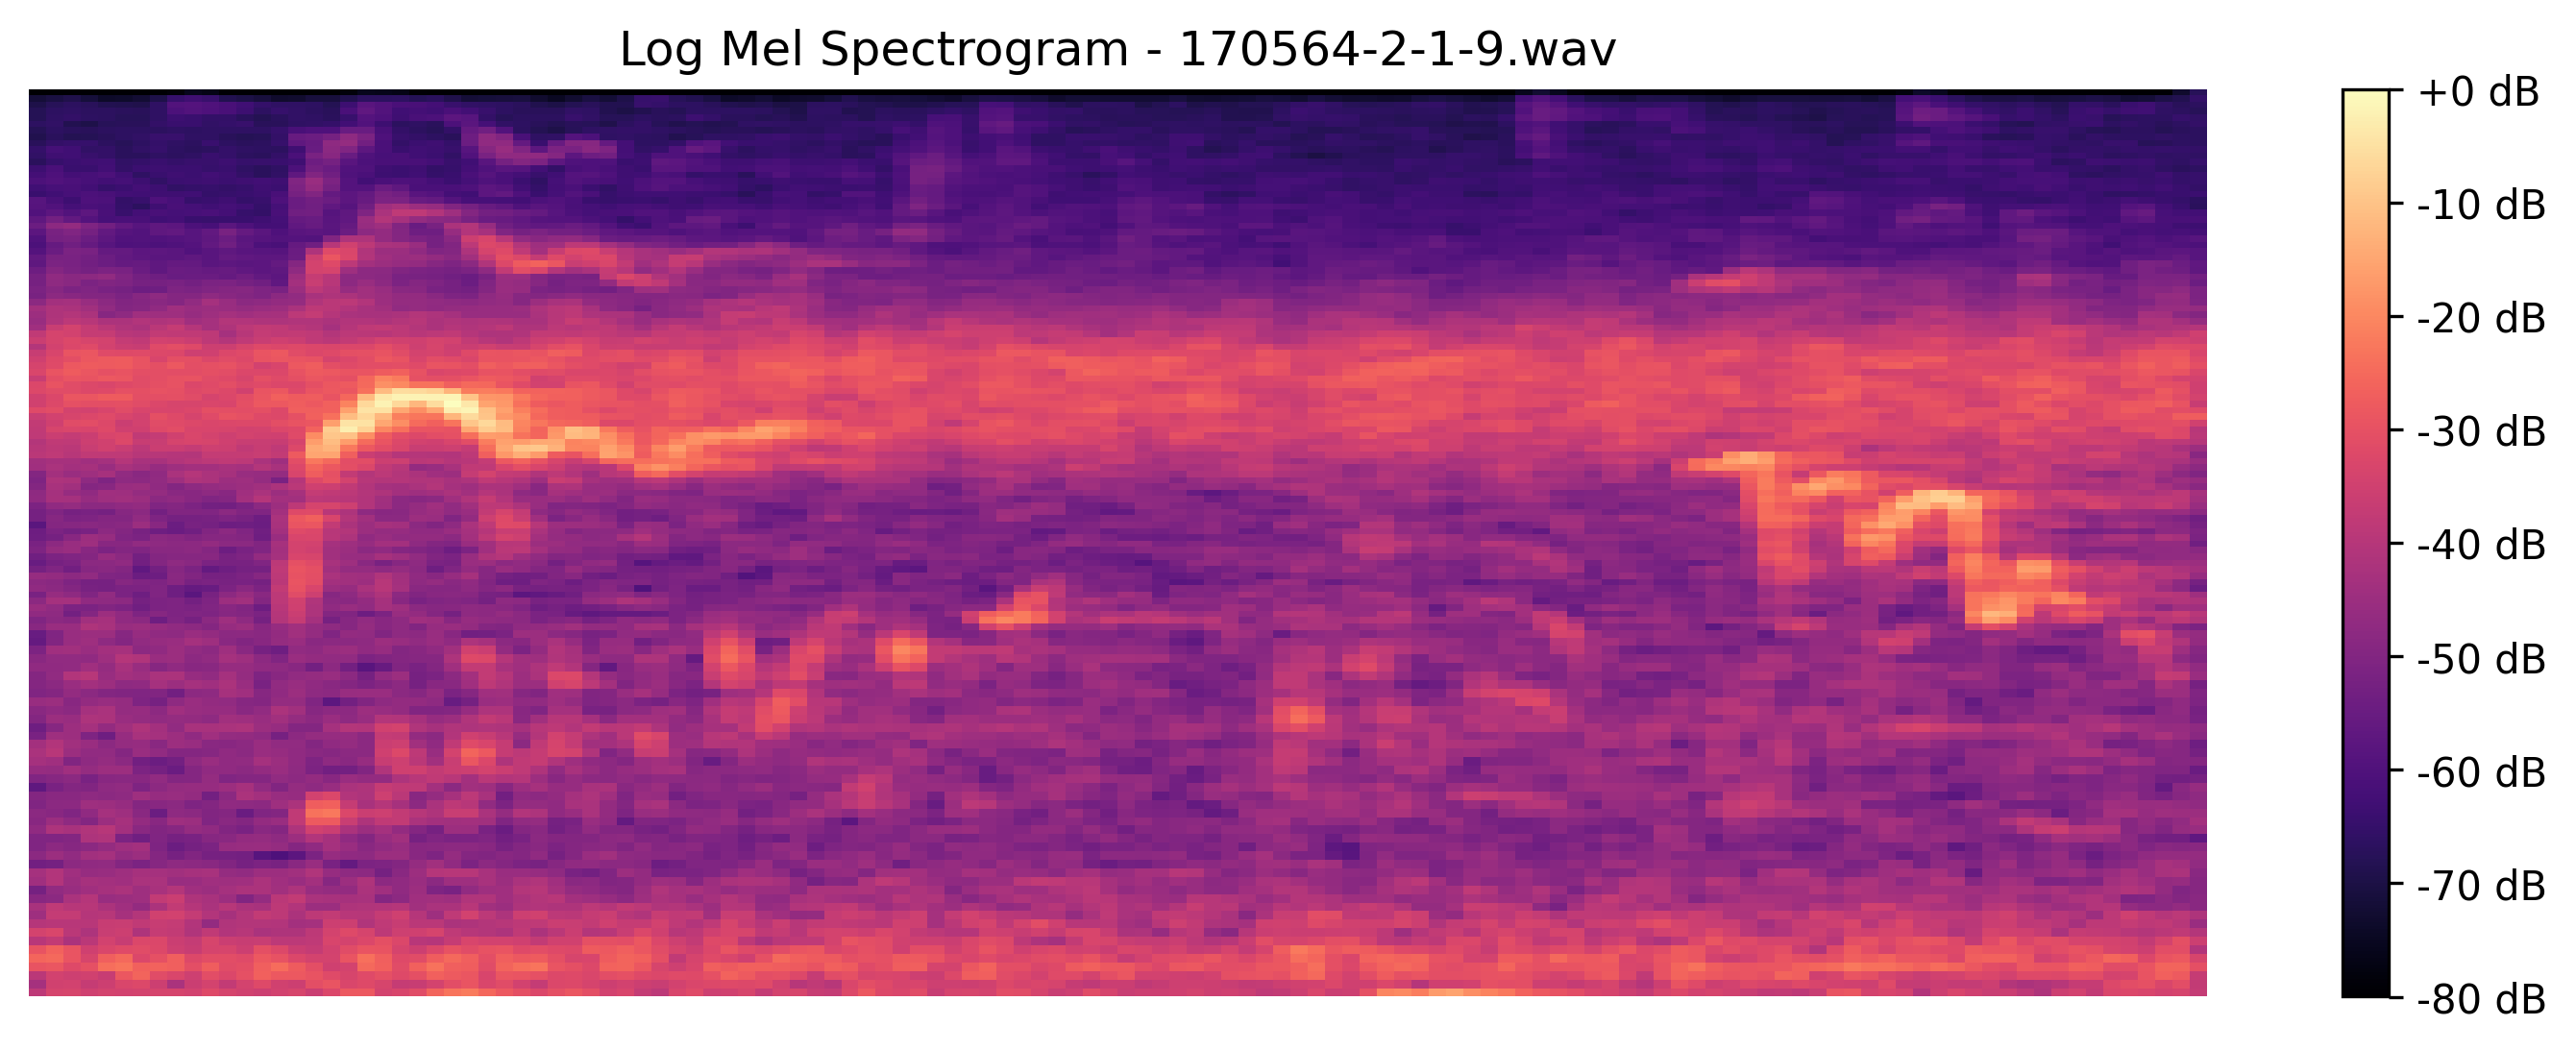 Log Mel Spectrogram - 170564-2-1-9.wav
+0 dB
-10 dB
-20 dB
-30 dB
-40 dB
-50 dB
-60 dB
-70 dB
-80 dB